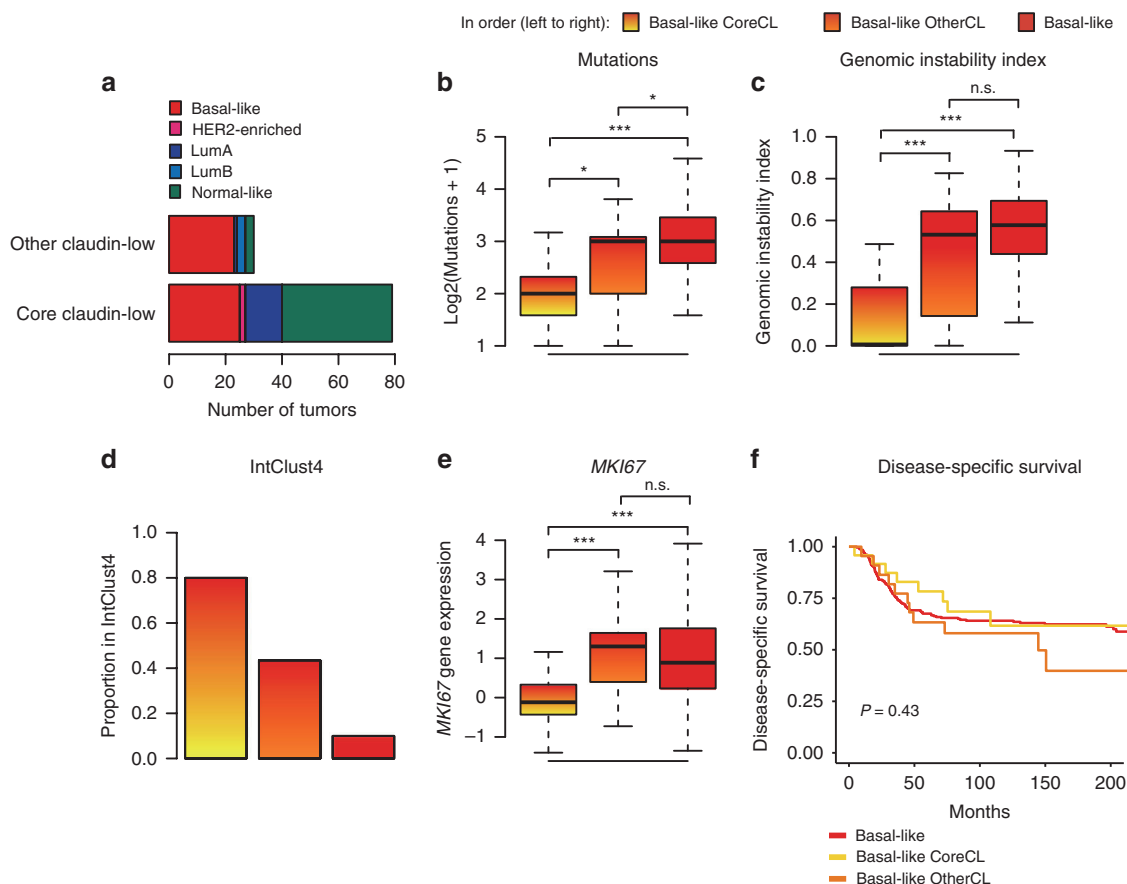 In order (left to right): Basal-like CoreCL Basal-like OtherCL Basal-like
a
Basal-like
HER2-enriched
LumA
LumB
Normal-like
Other claudin-low
Core claudin-low
0 20 40 60 80
Number of tumors
b
Mutations
*
***
*
Log2(Mutations + 1)
5
4
3
2
1
c
Genomic instability index
n.s.
***
***
Genomic instability index
1.0
0.8
0.6
0.4
0.2
0.0
d
IntClust4
Proportion in IntClust4
1.0
0.8
0.6
0.4
0.2
0.0
e
MKI67
n.s.
***
***
MKI67 gene expression
4
3
2
1
0
−1
f
Disease-specific survival
Disease-specific survival
1.00
0.75
0.50
0.25
0.00
P = 0.43
0 50 100 150 200
Months
Basal-like
Basal-like CoreCL
Basal-like OtherCL